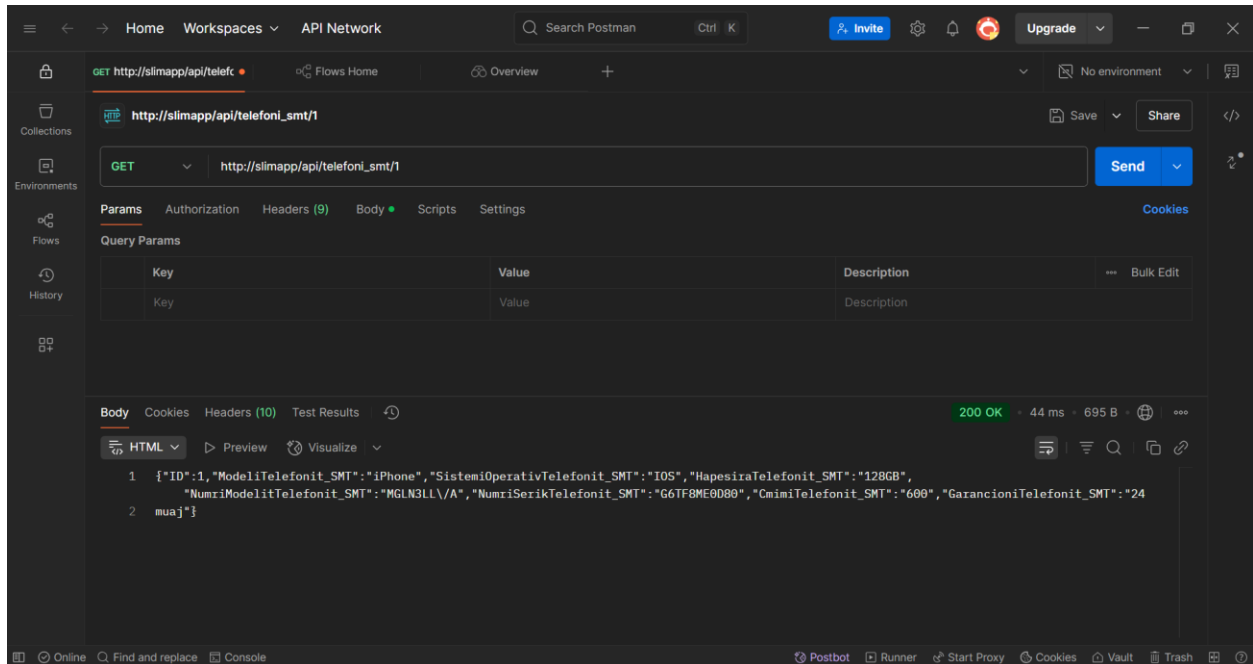 Home Workspaces API Network Search Postman Ctrl K Invite Upgrade
GET http://slimapp/api/telefc Flows Home Overview No environment
HTTP http://slimapp/api/telefoni_smt/1 Save Share
Collections
GET http://slimapp/api/telefoni_smt/1 Send
Environments
Params Authorization Headers (9) Body Scripts Settings Cookies
Flows
Query Params
Key Value Description Bulk Edit
History
Key Value Description
Body Cookies Headers (10) Test Results 200 OK 44 ms 695 B
HTML Preview Visualize
1 {"ID":1,"ModeliTelefonit_SMT":"iPhone","SistemiOperativTelefonit_SMT":"IOS","HapesiraTelefonit_SMT":"128GB",
"NumriModelitTelefonit_SMT":"MGLN3LL\/A","NumriSerikTelefonit_SMT":"G6TF8ME0D80","CmimiTelefonit_SMT":"600","GarancioniTelefonit_SMT":"24
2 muaj"}
Online Find and replace Console Postbot Runner Start Proxy Cookies Vault Trash